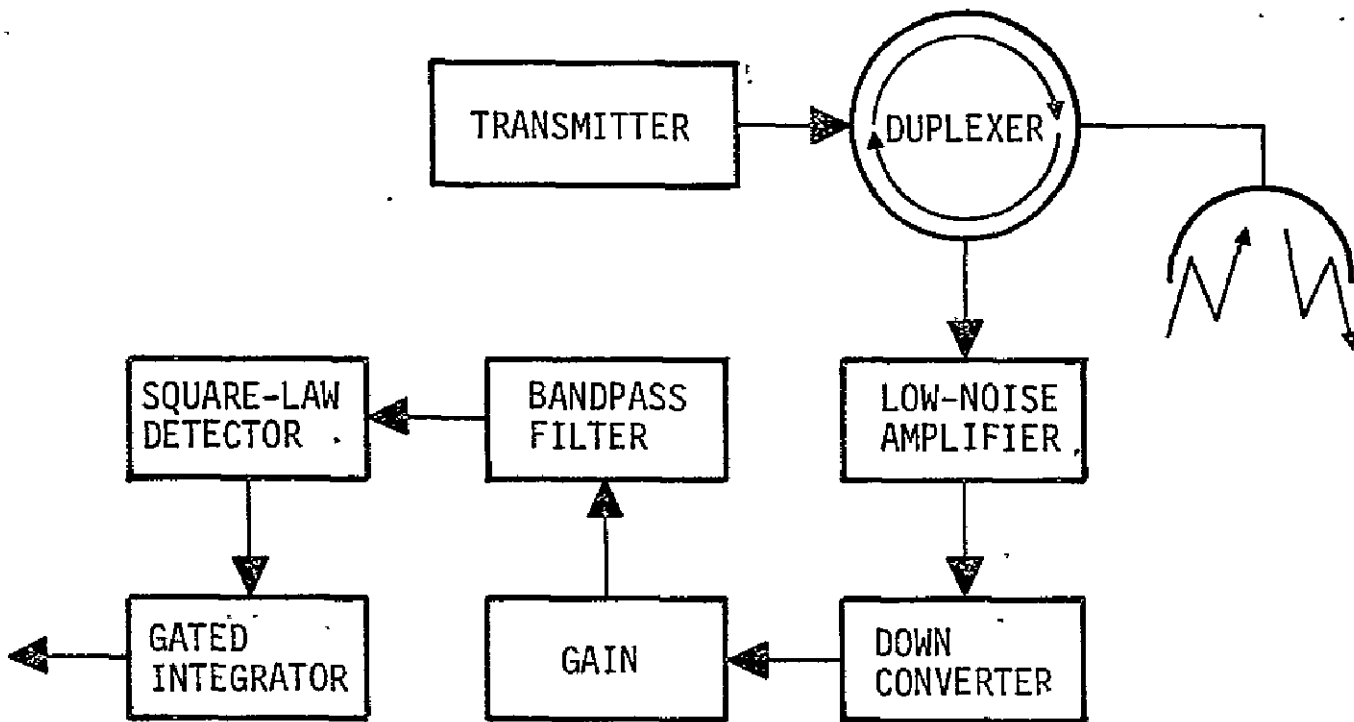 TRANSMITTER
DUPLEXER
SQUARE-LAW
DETECTOR
BANDPASS
FILTER
LOW-NOISE
AMPLIFIER
GATED
INTEGRATOR
GAIN
DOWN
CONVERTER